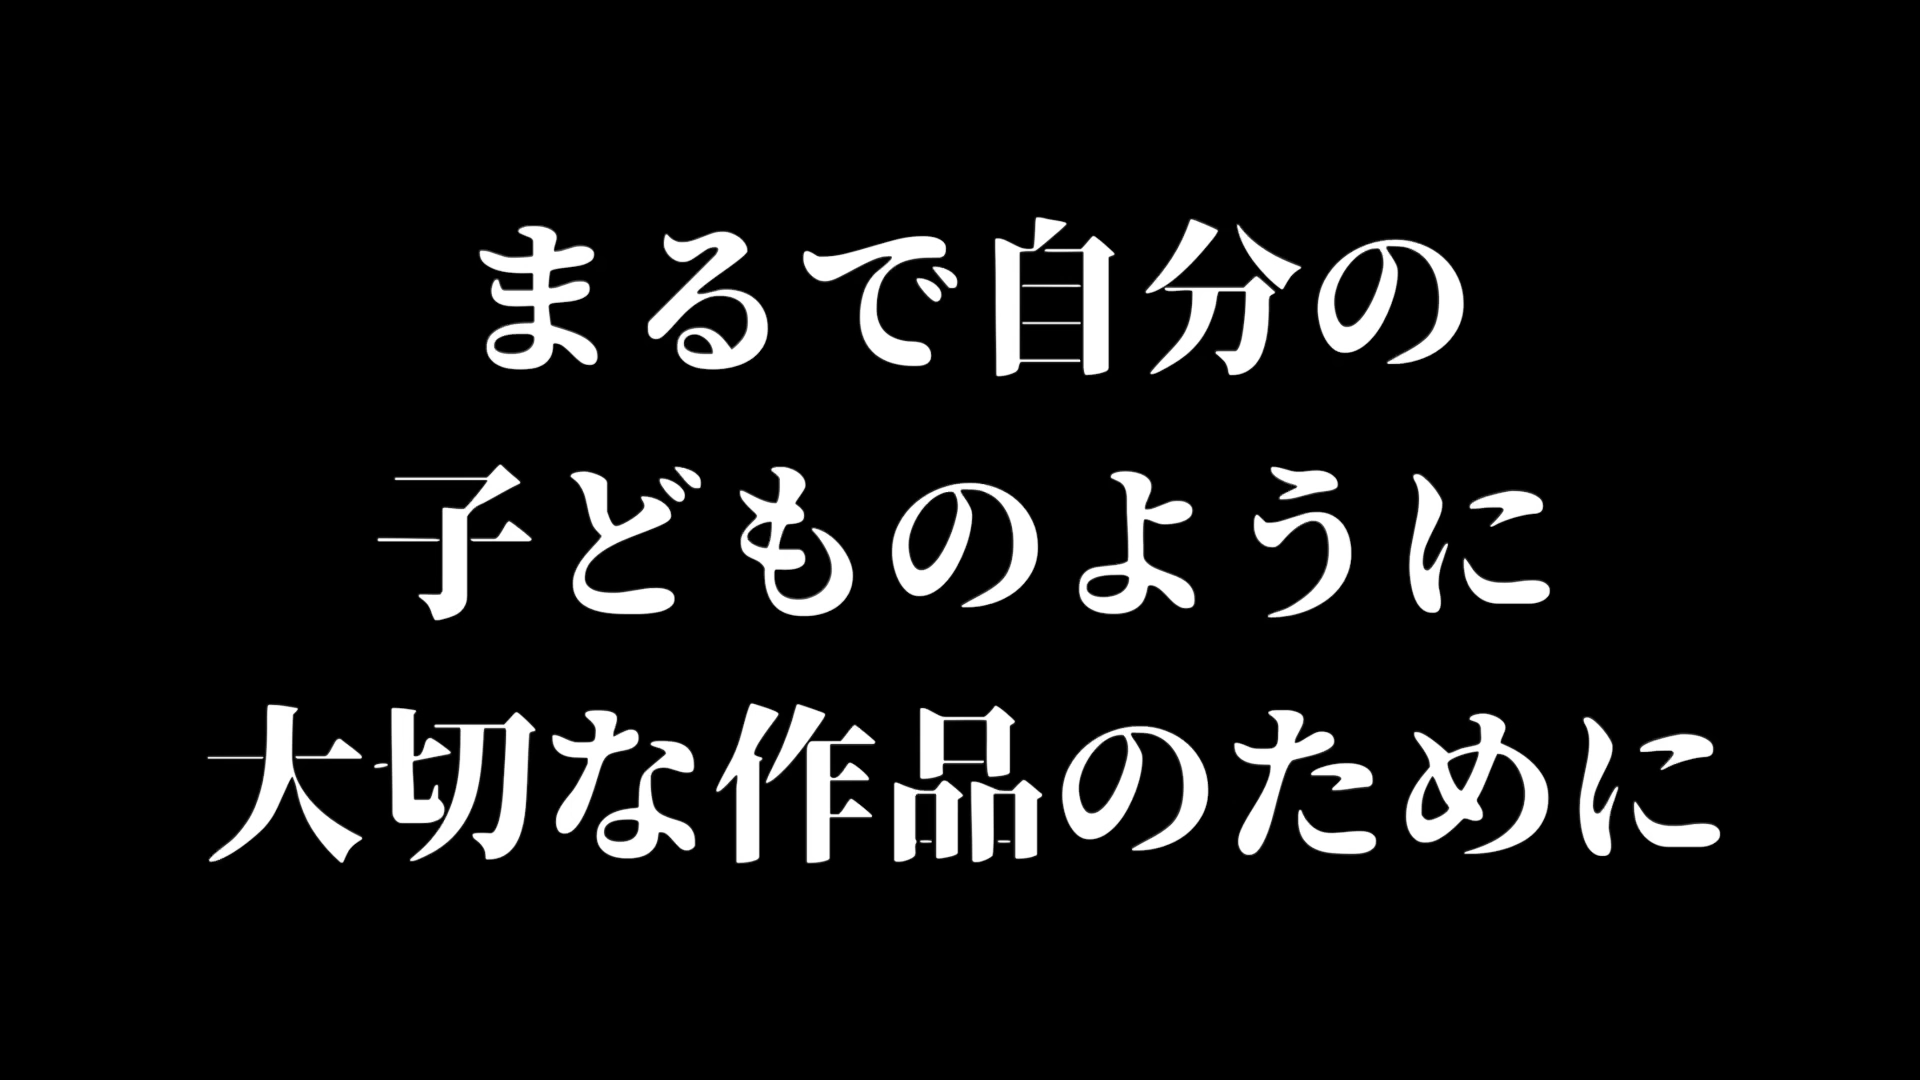 まるで自分の
子どものように
大切な作品のために